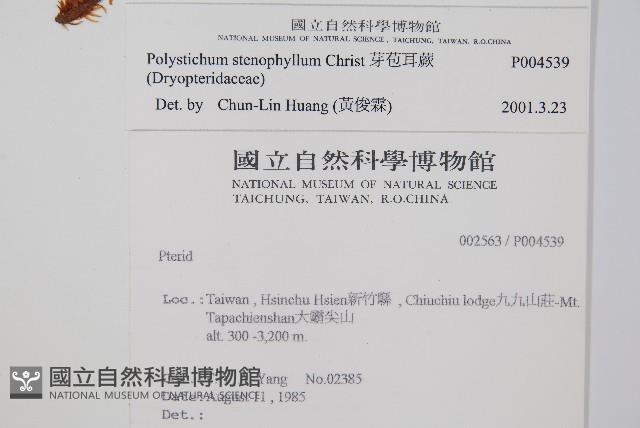 國立自然科學博物館
NATIONAL MUSEUM OF NATURAL SCIENCE , TAICHUNG, TAIWAN, R.O.CHINA
Polystichum stenophyllum Christ 芽苞耳蕨 P004539
(Dryopteridaceae)
Det. by Chun-Lin Huang (黃俊霖) 2001.3.23
國立自然科學博物館
NATIONAL MUSEUM OF NATURAL SCIENCE
TAICHUNG, TAIWAN, R.O.CHINA
002563 / P004539
Pterid
Loc.:Taiwan , Hsinchu Hsien新竹縣 , Chiuchiu lodge九九山莊-Mt.
Tapachienshan大霸尖山
alt. 300 -3,200 m.
Yang No.02385
Date:August 11 , 1985
Det.:
國立自然科學博物館
NATIONAL MUSEUM OF NATURAL SCIENCE